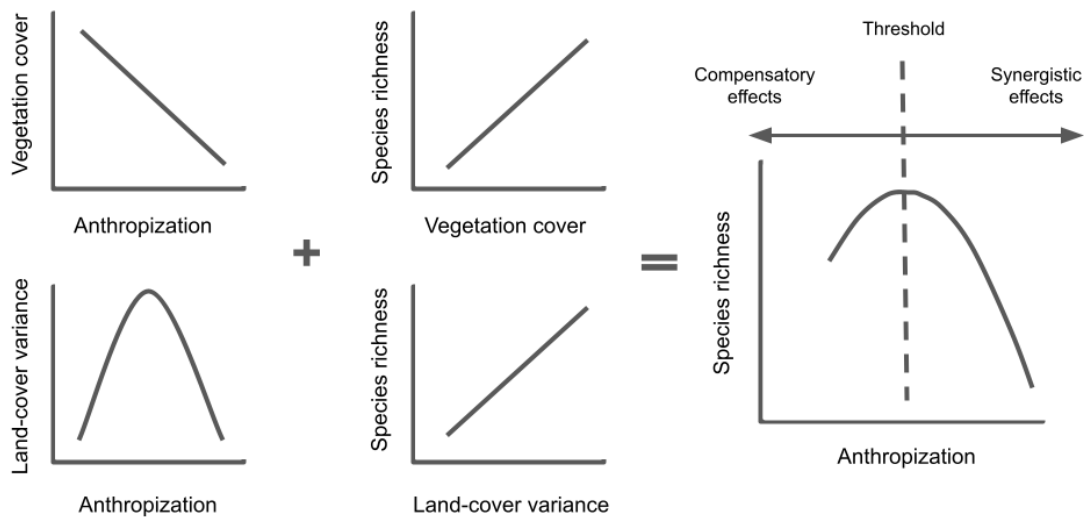 Vegetation cover
Anthropization
Species richness
Vegetation cover
+
Land-cover variance
Anthropization
Species richness
Land-cover variance
=
Threshold
Compensatory
effects
Synergistic
effects
Species richness
Anthropization